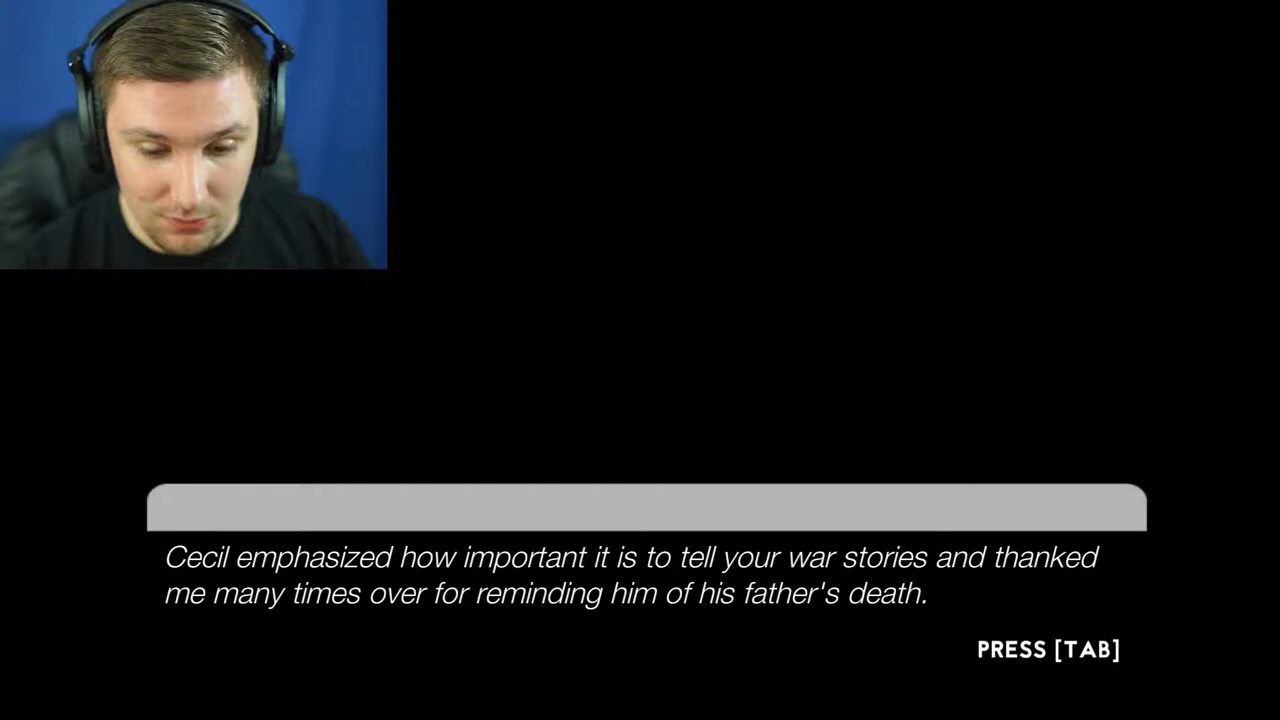 Cecil emphasized how important it is to tell your war stories and thanked
me many times over for reminding him of his father's death.
PRESS [TAB]